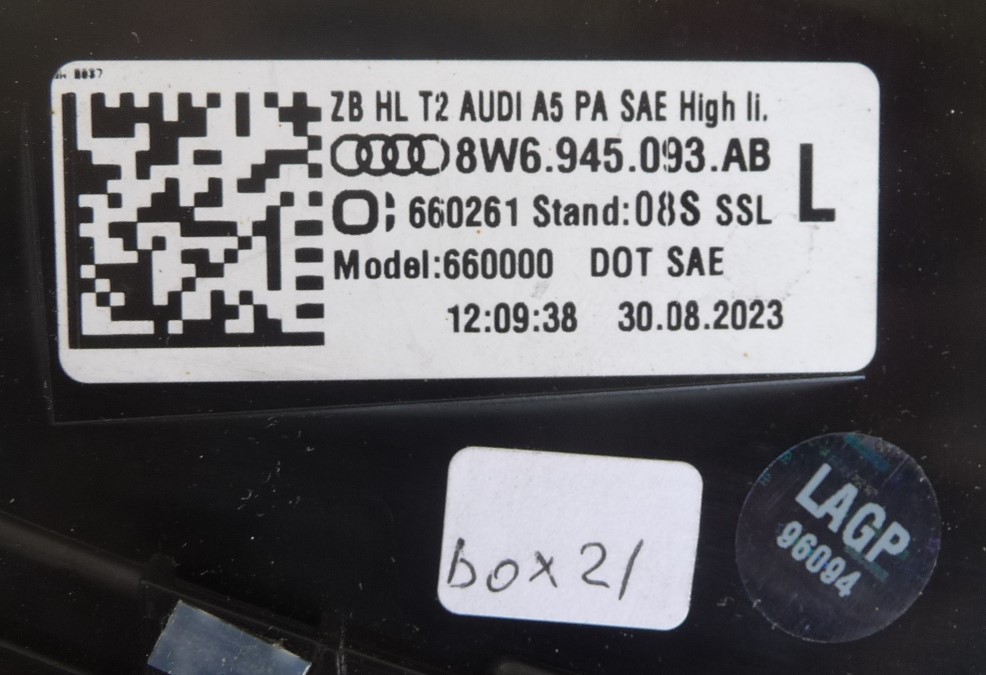 ZB HL T2 AUDI A5 PA SAE High li.
8W6.945.093.AB
L
660261 Stand:08S SSL
Model:660000 DOT SAE
12:09:38 30.08.2023
box 21
LAGP
96094